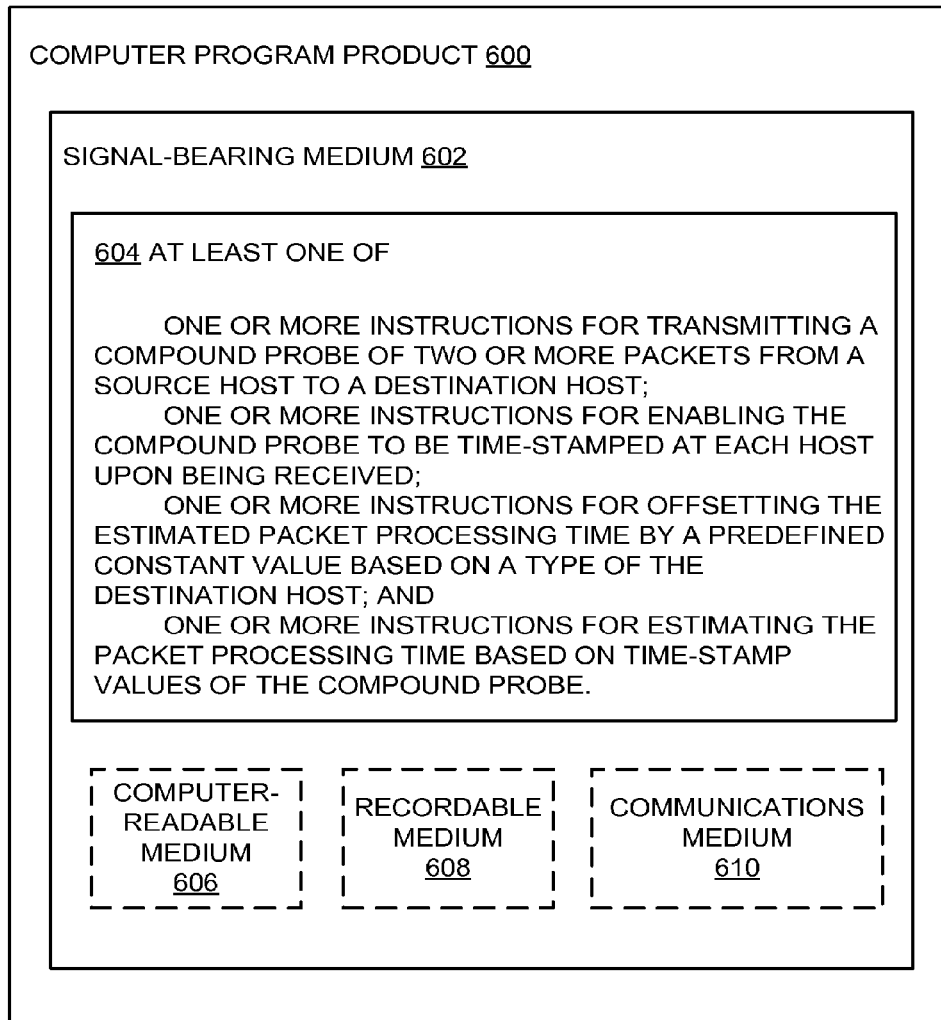 COMPUTER PROGRAM PRODUCT 600
SIGNAL-BEARING MEDIUM 602
604 AT LEAST ONE OF
ONE OR MORE INSTRUCTIONS FOR TRANSMITTING A
COMPOUND PROBE OF TWO OR MORE PACKETS FROM A
SOURCE HOST TO A DESTINATION HOST;
ONE OR MORE INSTRUCTIONS FOR ENABLING THE
COMPOUND PROBE TO BE TIME-STAMPED AT EACH HOST
UPON BEING RECEIVED;
ONE OR MORE INSTRUCTIONS FOR OFFSETTING THE
ESTIMATED PACKET PROCESSING TIME BY A PREDEFINED
CONSTANT VALUE BASED ON A TYPE OF THE
DESTINATION HOST; AND
ONE OR MORE INSTRUCTIONS FOR ESTIMATING THE
PACKET PROCESSING TIME BASED ON TIME-STAMP
VALUES OF THE COMPOUND PROBE.
COMPUTER-
READABLE
MEDIUM
606
RECORDABLE
MEDIUM
608
COMMUNICATIONS
MEDIUM
610